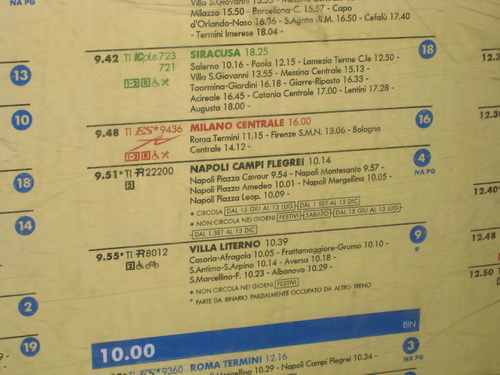 NA PG
Villa S.Giovanni 13.55 - Messina
Milazzo 15.50 - Barcellona-C. 15.57 - Capo
d'Orlando-Naso 16.36 - S.Agata di M. 16.50 - Cefalù 17.40
- Termini Imerese 18.04 -
9.42 TI ICplus 723 SIRACUSA 18.25 18
721 Salerno 10.16 - Paola 12.15 - Lamezia Terme C.le 12.50 -
Villa S.Giovanni 13.55 - Messina Centrale 15.13 -
Taormina-Giardini 16.18 - Giarre-Riposto 16.33 -
Acireale 16.45 - Catania Centrale 17.00 - Lentini 17.28 -
Augusta 18.00 -
13
10
9.48 TI ES* 9436 MILANO CENTRALE 16.00 16
Roma Termini 11.15 - Firenze S.M.N. 13.06 - Bologna
Centrale 14.12 -
9.51* TI R 22200 NAPOLI CAMPI FLEGREI 10.14 4
2 Napoli Piazza Cavour 9.54 - Napoli Montesanto 9.57 - NA PG
Napoli Piazza Amedeo 10.01 - Napoli Mergellina 10.05 -
Napoli Piazza Leop. 10.09 -
CIRCOLA DAL 15 GIU AL 13 LUG - DAL 1 SET AL 13 DIC
NON CIRCOLA NEI GIORNI FESTIVI - SABATO - DAL 15 GIU AL 13 LUG -
DAL 1 SET AL 13 DIC
18
14
9.55* TI R 8012 VILLA LITERNO 10.39 9
2 Casoria-Afragola 10.05 - Frattamaggiore-Grumo 10.10 - *
S.Antimo-S.Arpino 10.14 - Aversa 10.18 -
S.Marcellino-F. 10.23 - Albanova 10.29 -
NON CIRCOLA NEI GIORNI FESTIVI
* PARTE DA BINARIO PARZIALMENTE OCCUPATO DA ALTRO TRENO
2
19
12.40*
12.48
12.50
10.00 BIN
ES* 9360 ROMA TERMINI 12.16 3
Napoli Campi Flegrei 10.34 - NA PG